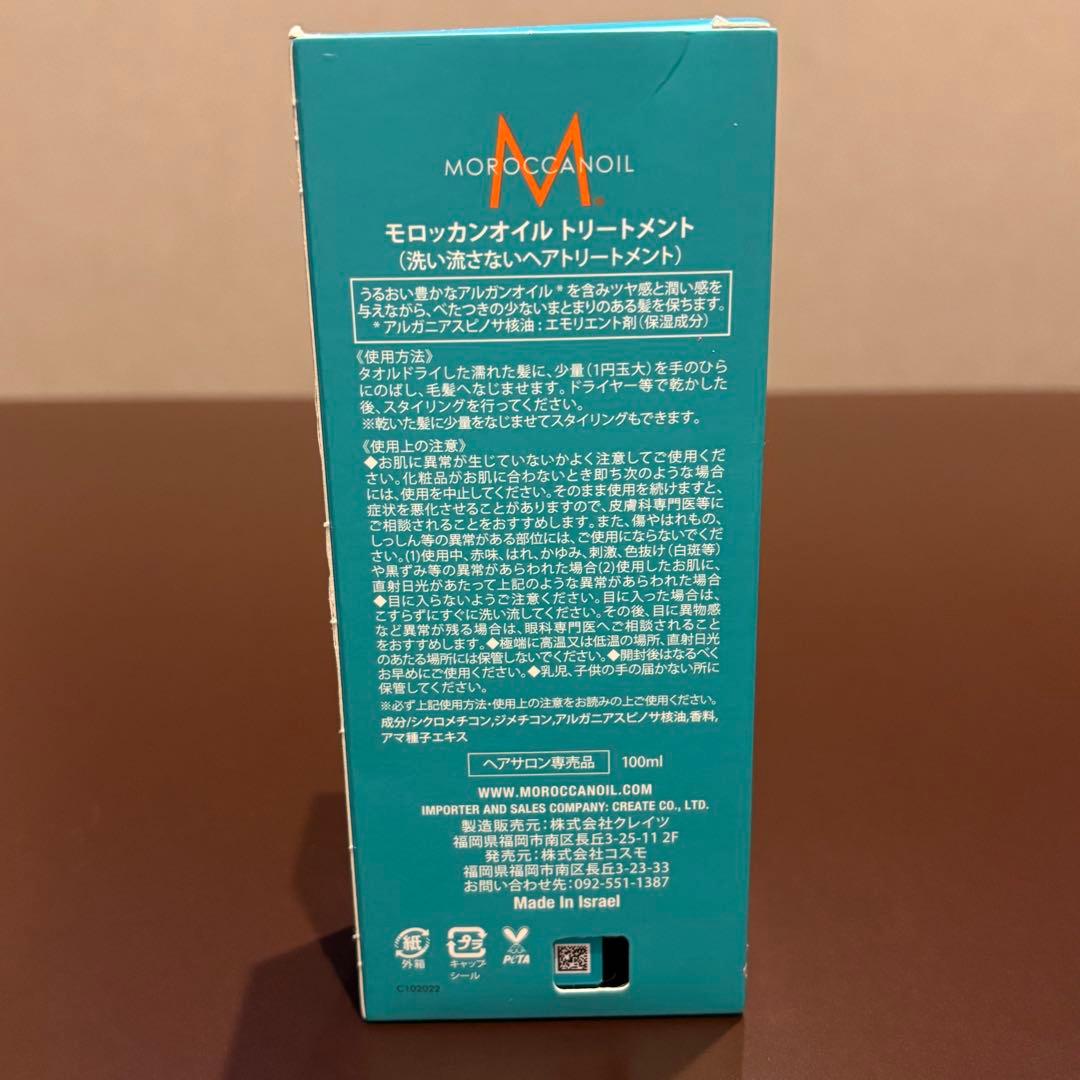 MOROCCANOIL
モロッカンオイル トリートメント
(洗い流さないヘアトリートメント)
うるおい豊かなアルガンオイル*を含みツヤ感と潤い感を
与えながら、べたつきの少ないまとまりのある髪を保ちます。
*アルガニアスピノサ核油:エモリエント剤(保湿成分)
《使用方法》
タオルドライした濡れた髪に、少量(1円玉大)を手のひら
にのばし、毛髪へなじませます。ドライヤー等で乾かした
後、スタイリングを行ってください。
※乾いた髪に少量をなじませてスタイリングもできます。
《使用上の注意》
◆お肌に異常が生じていないかよく注意してご使用くだ
さい。化粧品がお肌に合わないとき即ち次のような場合
には、使用を中止してください。そのまま使用を続けますと、
症状を悪化させることがありますので、皮膚科専門医等に
ご相談されることをおすすめします。また、傷やはれもの、
しっしん等の異常がある部位には、ご使用にならないでくだ
さい。(1)使用中、赤味、はれ、かゆみ、刺激、色抜け(白斑等)
や黒ずみ等の異常があらわれた場合(2)使用したお肌に、
直射日光があたって上記のような異常があらわれた場合
◆目に入らないようご注意ください。目に入った場合は、
こすらずにすぐに洗い流してください。その後、目に異物感
など異常が残る場合は、眼科専門医へご相談されること
をおすすめします。◆極端に高温又は低温の場所、直射日光
のあたる場所には保管しないでください。◆開封後はなるべく
お早めにご使用ください。◆乳児、子供の手の届かない所に
保管してください。
※必ず上記使用方法・使用上の注意をお読みの上ご使用ください。
成分/シクロメチコン,ジメチコン,アルガニアスピノサ核油,香料,
アマ種子エキス
ヘアサロン専売品 100ml
WWW.MOROCCANOIL.COM
IMPORTER AND SALES COMPANY: CREATE CO., LTD.
製造販売元:株式会社クレイツ
福岡県福岡市南区長丘3-25-11 2F
発売元:株式会社コスモ
福岡県福岡市南区長丘3-23-33
お問い合わせ先:092-551-1387
Made In Israel
紙 プラ PETA
外箱 キャップ
シール
C102022